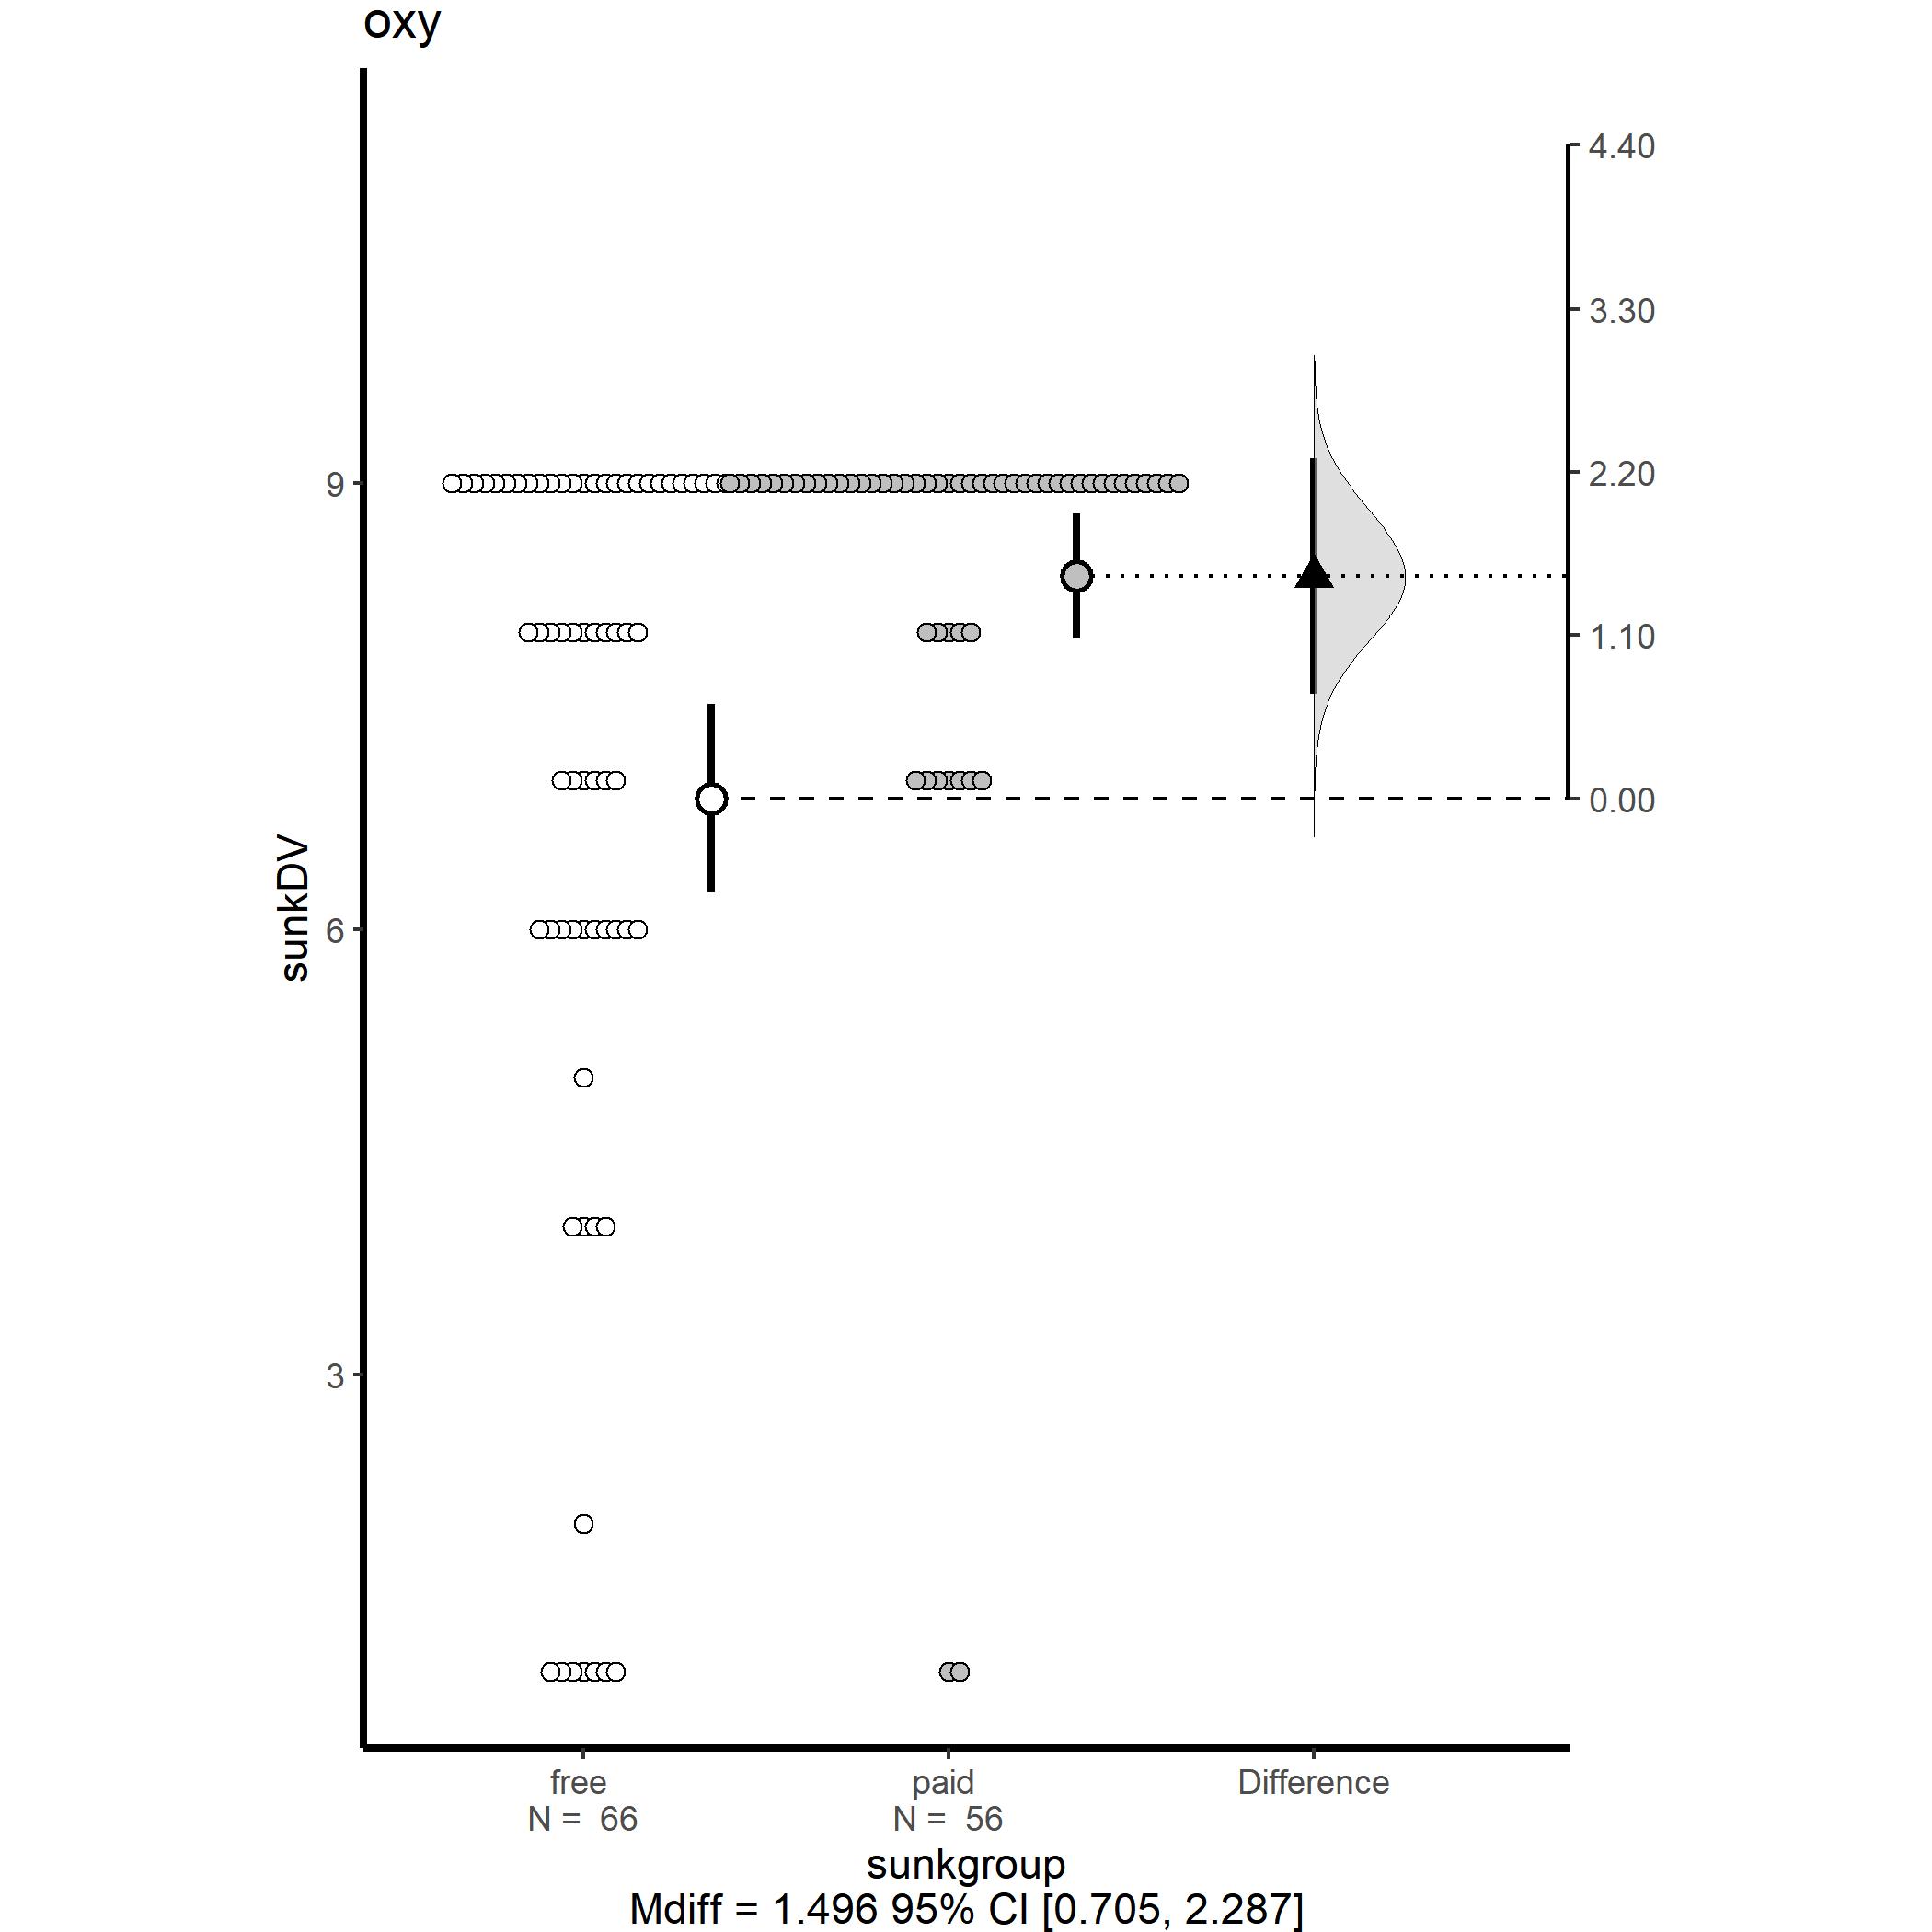 oxy
4.40
3.30
9
2.20
1.10
0.00
sunkDV
6
3
free
N = 66
paid
N = 56
Difference
sunkgroup
Mdiff = 1.496 95% CI [0.705, 2.287]